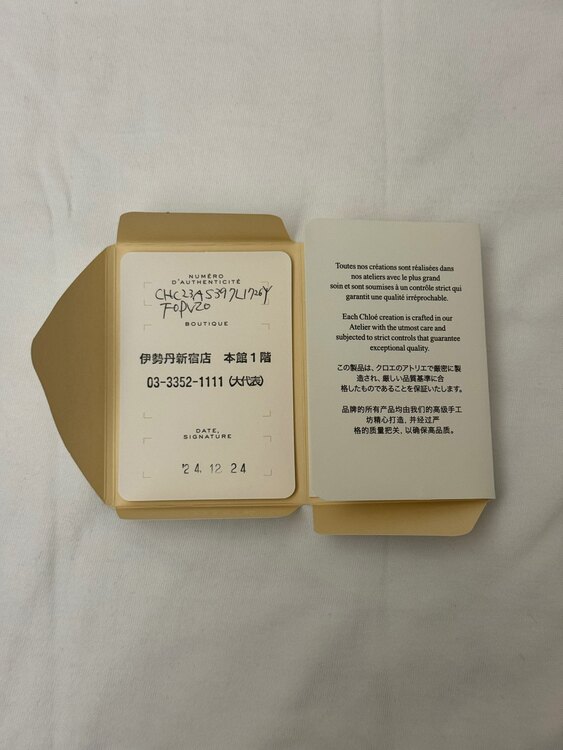 NUMÉRO
D'AUTHENTICITÉ
CHC23AS397L1726Y
F0PVZ0
BOUTIQUE
伊勢丹新宿店 本館1階
03-3352-1111 (大代表)
DATE,
SIGNATURE
'24. 12. 24
Toutes nos créations sont réalisées dans
nos ateliers avec le plus grand
soin et sont soumises à un contrôle strict qui
garantit une qualité irréprochable.
Each Chloé creation is crafted in our
Atelier with the utmost care and
subjected to strict controls that guarantee
exceptional quality.
この製品は、クロエのアトリエで厳密に製
造され、厳しい品質基準に合
格したものであることを保証いたします。
品牌的所有产品均由我们的高级手工
坊精心打造，并经过严
格的质量把关，以确保高品质。